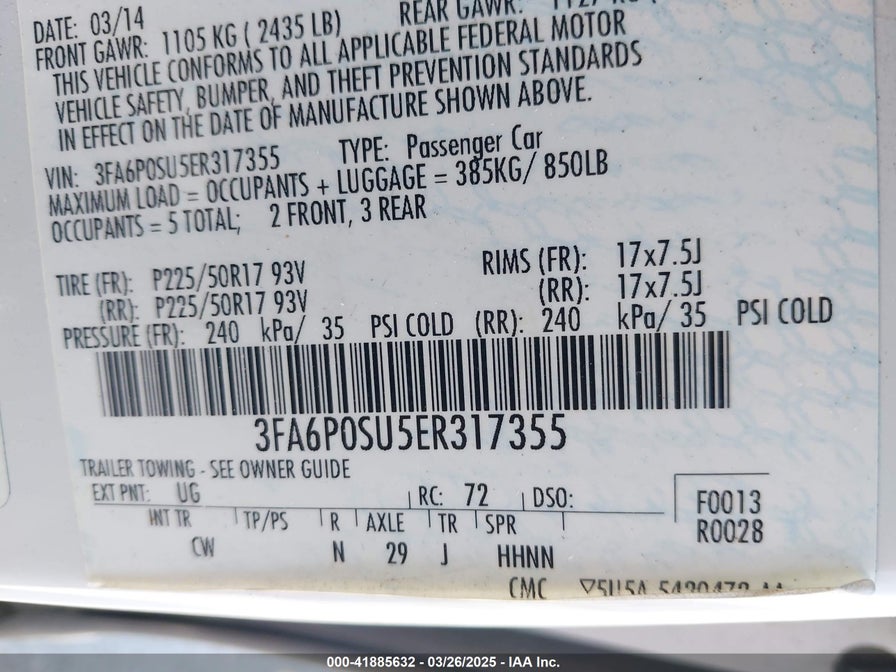 DATE: 03/14
FRONT GAWR: 1105 KG ( 2435 LB) REAR GAWR:
THIS VEHICLE CONFORMS TO ALL APPLICABLE FEDERAL MOTOR
VEHICLE SAFETY, BUMPER, AND THEFT PREVENTION STANDARDS
IN EFFECT ON THE DATE OF MANUFACTURE SHOWN ABOVE.
VIN: 3FA6P0SU5ER317355 TYPE: Passenger Car
MAXIMUM LOAD = OCCUPANTS + LUGGAGE = 385KG/ 850LB
OCCUPANTS = 5 TOTAL; 2 FRONT, 3 REAR
TIRE (FR): P225/50R17 93V RIMS (FR): 17x7.5J
(RR): P225/50R17 93V (RR): 17x7.5J
PRESSURE (FR): 240 kPa/ 35 PSI COLD (RR): 240 kPa/ 35 PSI COLD
3FA6P0SU5ER317355
TRAILER TOWING - SEE OWNER GUIDE
EXT PNT: UG RC: 72 DSO: F0013
INT TR TP/PS R AXLE TR SPR R0028
CW N 29 J HHNN
CMC
000-41885632 — 03/26/2025 - IAA Inc.